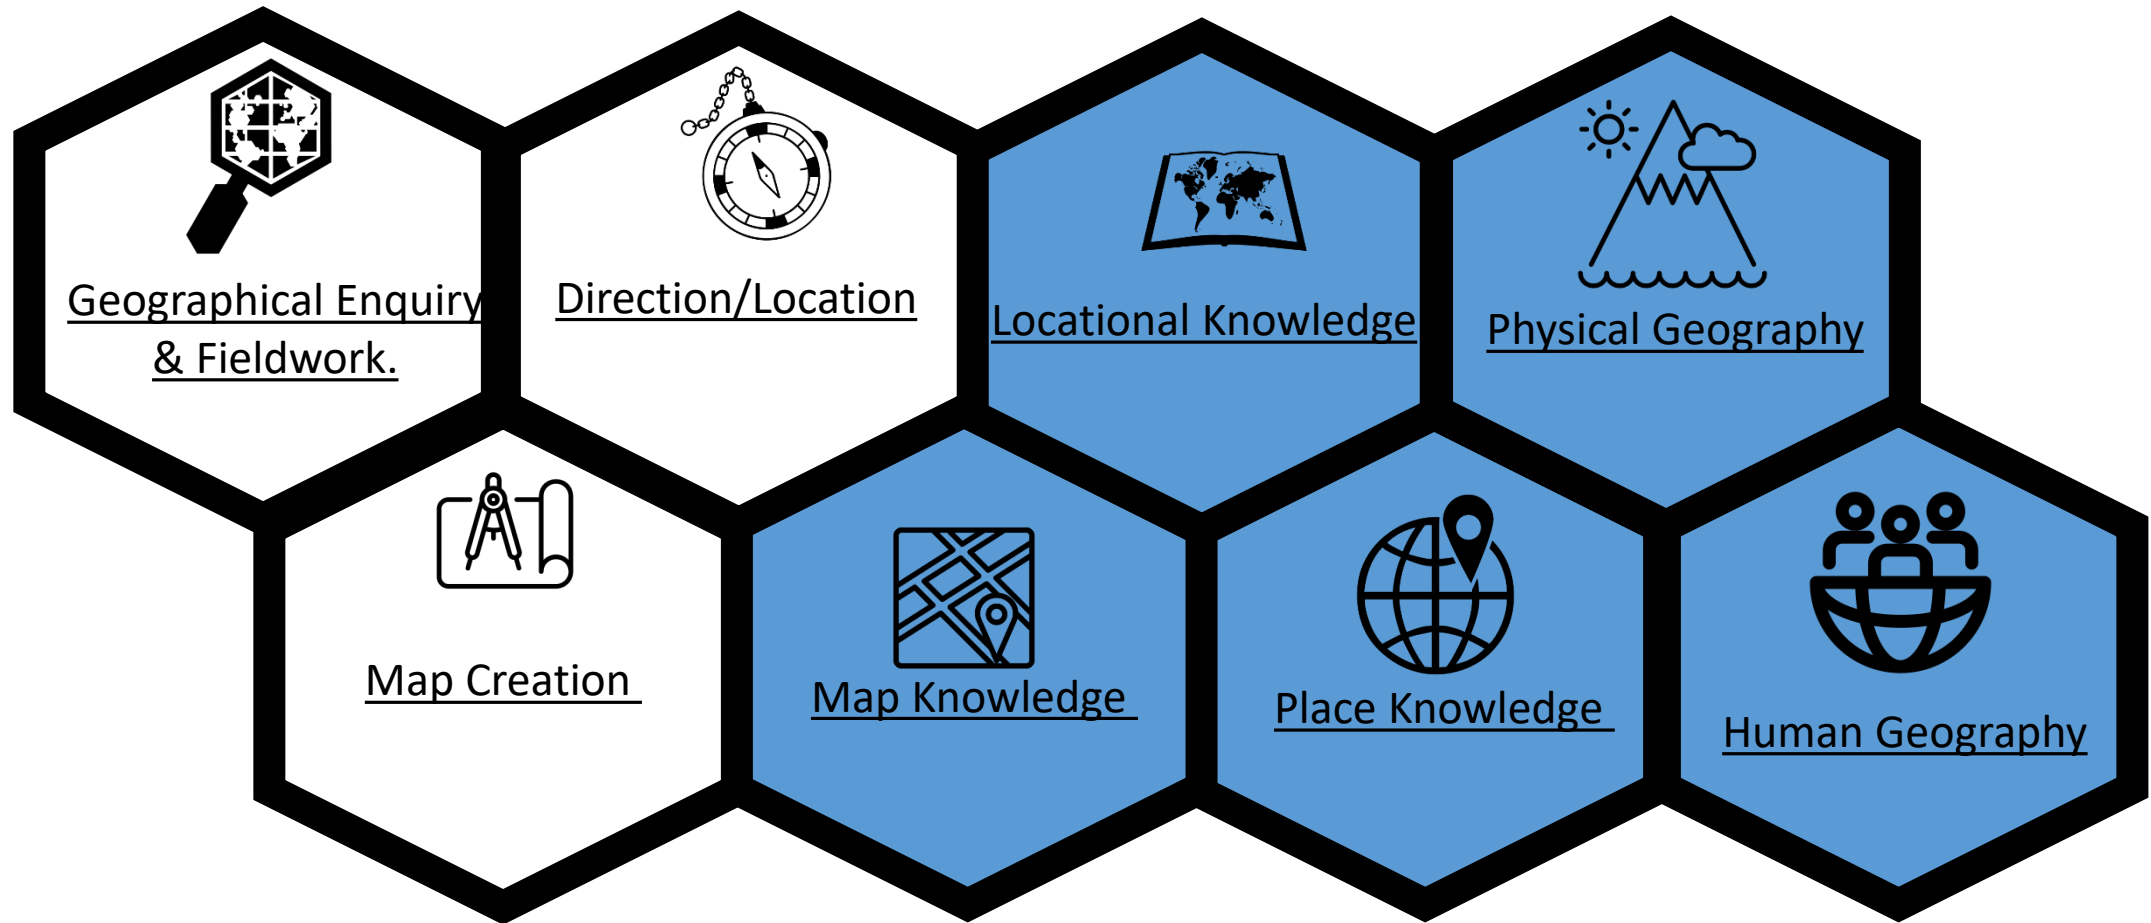 Geographical Enquiry
& Fieldwork.
Direction/Location
Locational Knowledge
Physical Geography
Map Creation
Map Knowledge
Place Knowledge
Human Geography